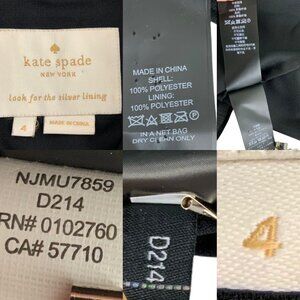 kate spade
NEW YORK
look for the silver lining
4
MADE IN CHINA
MADE IN CHINA
SHELL:
100% POLYESTER
LINING:
100% POLYESTER
IN A NET BAG
DRY CLEAN ONLY
NJMU7859
D214
RN# 0102760
CA# 57710
D214
4